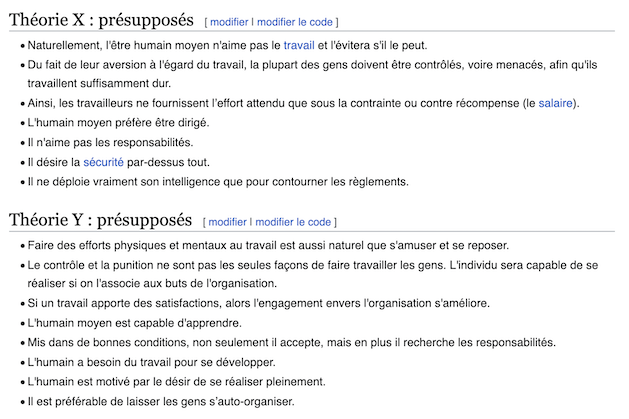 Théorie X : présupposés [ modifier | modifier le code ]
• Naturellement, l'être humain moyen n'aime pas le travail et l'évitera s'il le peut.
• Du fait de leur aversion à l'égard du travail, la plupart des gens doivent être contrôlés, voire menacés, afin qu'ils
travaillent suffisamment dur.
• Ainsi, les travailleurs ne fournissent l'effort attendu que sous la contrainte ou contre récompense (le salaire).
• L'humain moyen préfère être dirigé.
• Il n'aime pas les responsabilités.
• Il désire la sécurité par-dessus tout.
• Il ne déploie vraiment son intelligence que pour contourner les règlements.
Théorie Y : présupposés [ modifier | modifier le code ]
• Faire des efforts physiques et mentaux au travail est aussi naturel que s'amuser et se reposer.
• Le contrôle et la punition ne sont pas les seules façons de faire travailler les gens. L'individu sera capable de se
réaliser si on l'associe aux buts de l'organisation.
• Si un travail apporte des satisfactions, alors l'engagement envers l'organisation s'améliore.
• L'humain moyen est capable d'apprendre.
• Mis dans de bonnes conditions, non seulement il accepte, mais en plus il recherche les responsabilités.
• L'humain a besoin du travail pour se développer.
• L'humain est motivé par le désir de se réaliser pleinement.
• Il est préférable de laisser les gens s'auto-organiser.